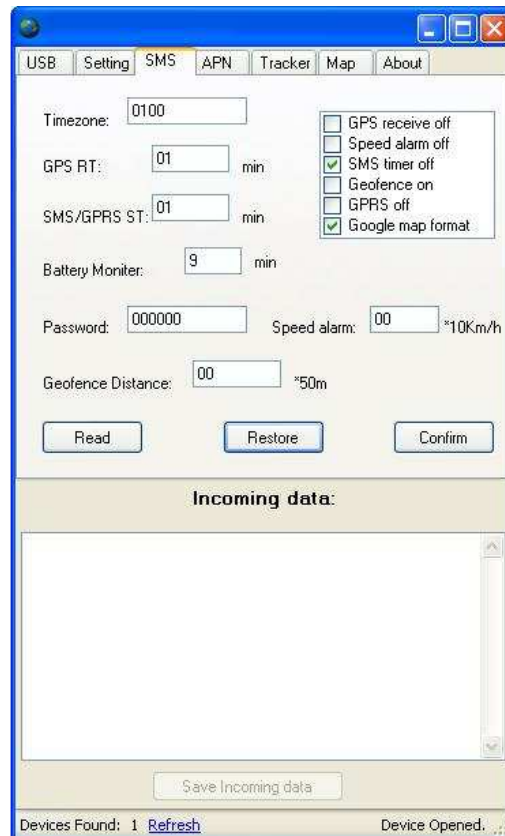 USB Setting SMS APN Tracker Map About
Timezone: 0100
GPS receive off
Speed alarm off
SMS timer off
Geofence on
GPRS off
Google map format
GPS RT: 01 min
SMS/GPRS ST: 01 min
Battery Moniter: 9 min
Password: 000000 Speed alarm: 00 *10Km/h
Geofence Distance: 00 *50m
Read Restore Confirm
Incoming data:
Save Incoming data
Devices Found: 1 Refresh Device Opened.